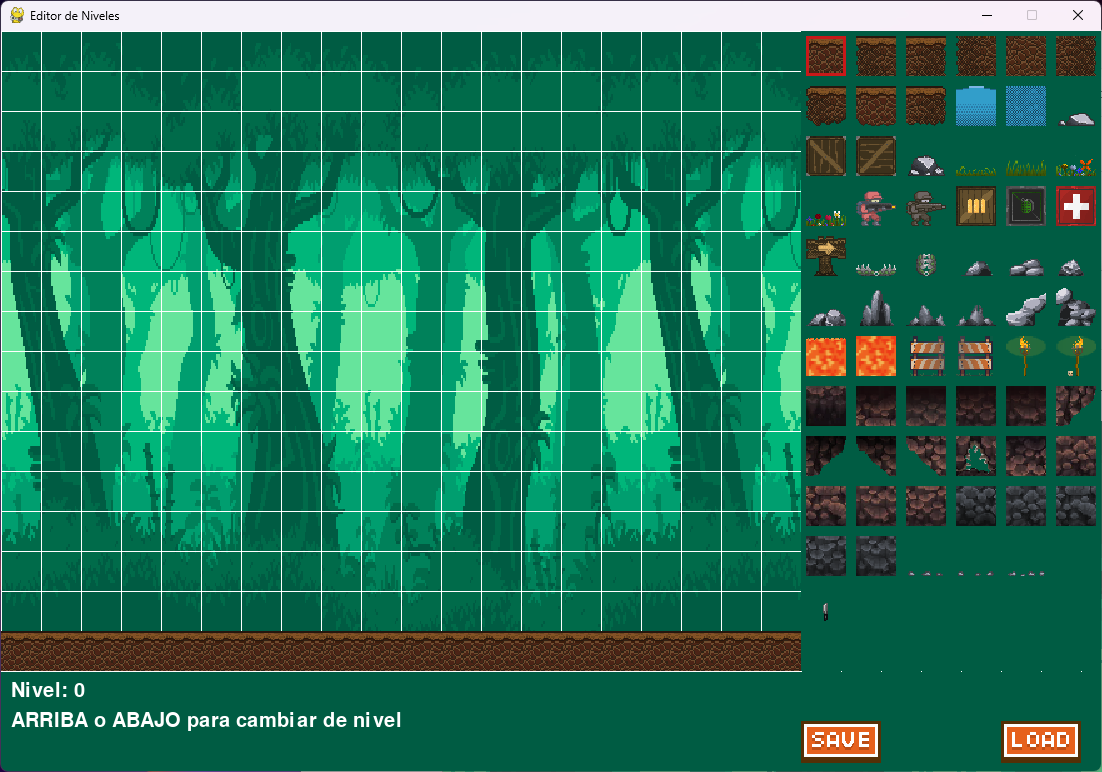 Editor de Niveles
Nivel: 0
ARRIBA o ABAJO para cambiar de nivel
SAVE
LOAD